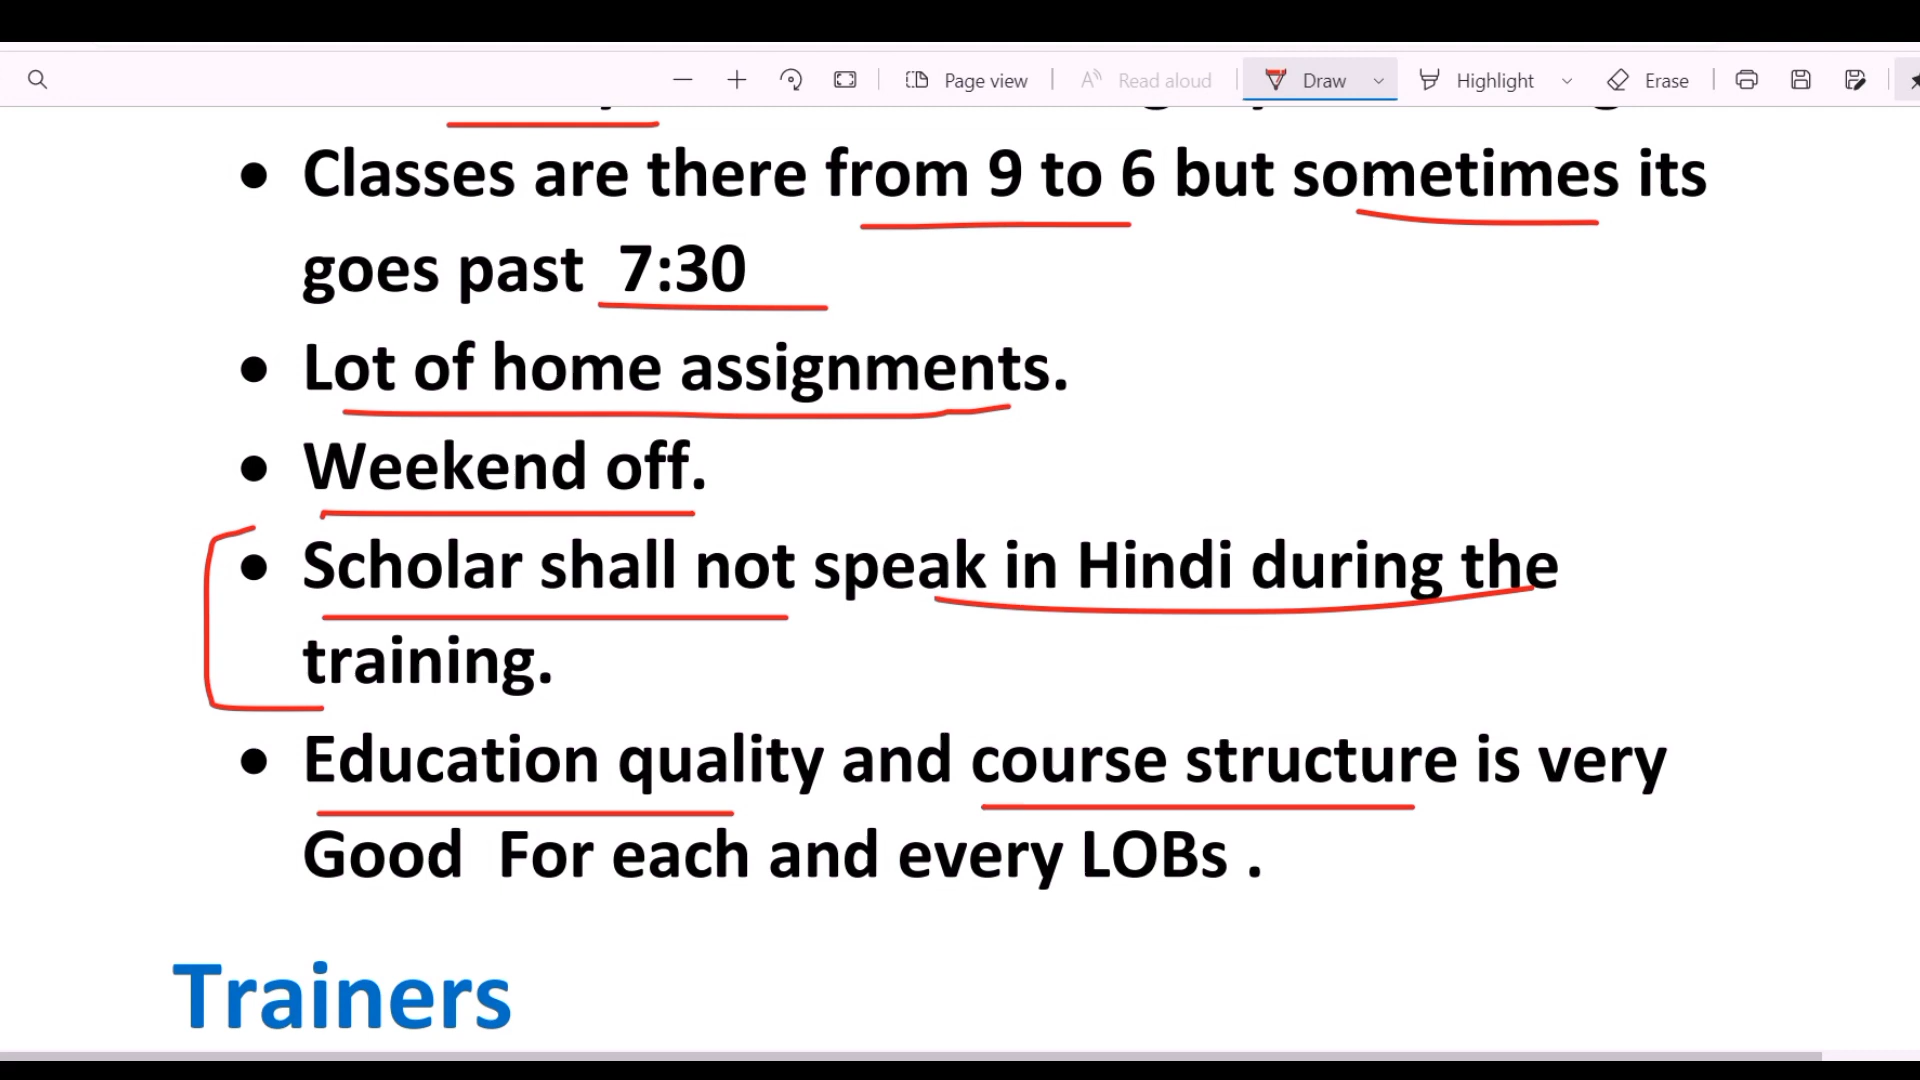 Page view
Read aloud
Draw
Highlight
Erase
• Classes are there from 9 to 6 but sometimes its
goes past 7:30
• Lot of home assignments.
• Weekend off.
• Scholar shall not speak in Hindi during the
training.
• Education quality and course structure is very
Good For each and every LOBs .
Trainers